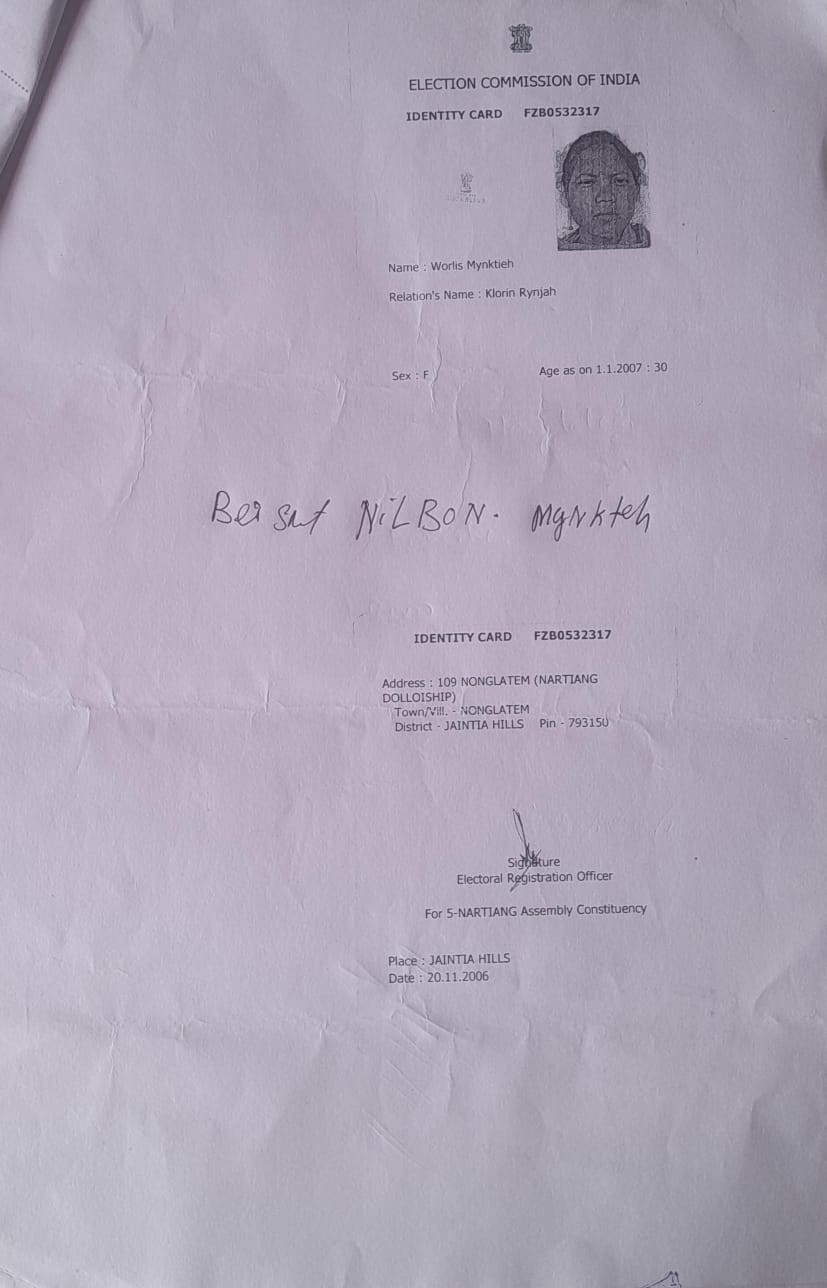 ELECTION COMMISSION OF INDIA
IDENTITY CARD FZB0532317
Name : Worlis Mynktieh
Relation's Name : Klorin Rynjah
Sex : F
Age as on 1.1.2007 : 30
NiLBON. MgNkteh
IDENTITY CARD FZB0532317
Address : 109 NONGLATEM (NARTIANG
DOLLOISHIP)
Town/Vill. - NONGLATEM
District - JAINTIA HILLS Pin - 793150
Signature
Electoral Registration Officer
For 5-NARTIANG Assembly Constituency
Place : JAINTIA HILLS
Date : 20.11.2006